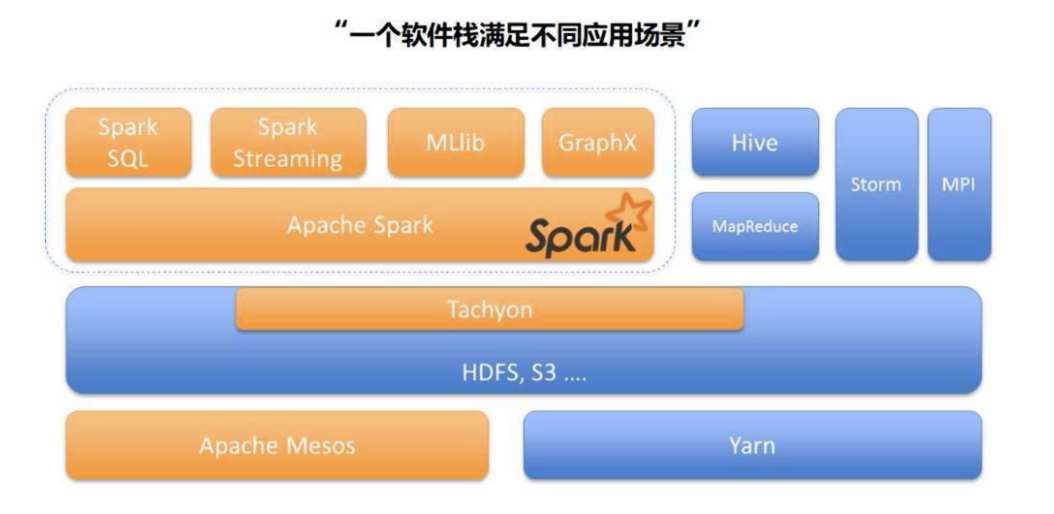 “一个软件栈满足不同应用场景”
Spark
SQL
Spark
Streaming
MLlib
GraphX
Hive
Storm
MPI
Apache Spark
Spark
MapReduce
Tachyon
HDFS, S3 ....
Apache Mesos
Yarn